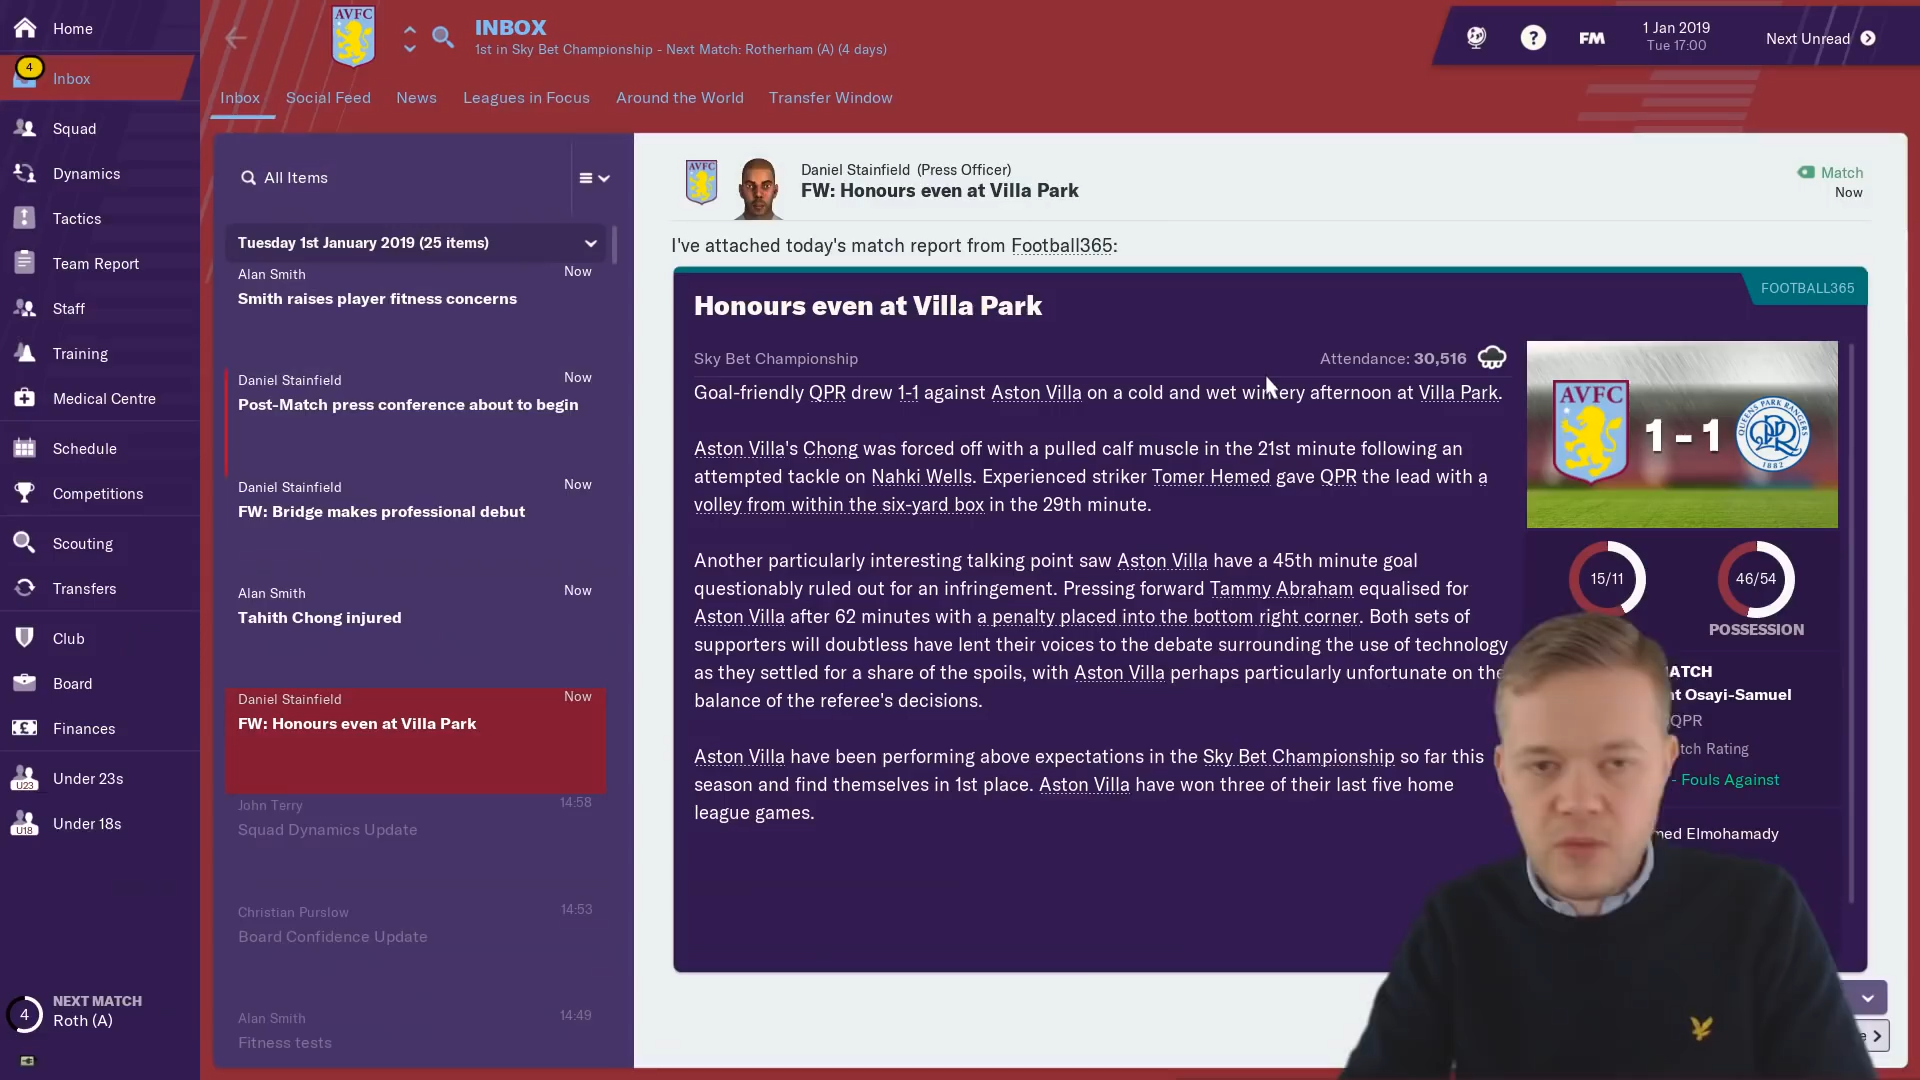 Home
4
Inbox
Squad
Dynamics
Tactics
Team Report
Staff
Training
Medical Centre
Schedule
Competitions
Scouting
Transfers
Club
Board
Finances
U23
Under 23s
U18
Under 18s
4
NEXT MATCH
Roth (A)
AVFC
INBOX
1st in Sky Bet Championship - Next Match: Rotherham (A) (4 days)
?
FM
1 Jan 2019
Tue 17:00
Next Unread
Inbox
Social Feed
News
Leagues in Focus
Around the World
Transfer Window
All Items
Tuesday 1st January 2019 (25 items)
Alan Smith
Now
Smith raises player fitness concerns
Daniel Stainfield
Now
Post-Match press conference about to begin
Daniel Stainfield
Now
FW: Bridge makes professional debut
Alan Smith
Now
Tahith Chong injured
Daniel Stainfield
Now
FW: Honours even at Villa Park
John Terry
14:58
Squad Dynamics Update
Christian Purslow
14:53
Board Confidence Update
Alan Smith
14:49
Fitness tests
AVFC
Daniel Stainfield (Press Officer)
FW: Honours even at Villa Park
Match
Now
I've attached today's match report from Football365:
FOOTBALL365
Honours even at Villa Park
Sky Bet Championship
Attendance: 30,516
Goal-friendly QPR drew 1-1 against Aston Villa on a cold and wet wintery afternoon at Villa Park.
Aston Villa's Chong was forced off with a pulled calf muscle in the 21st minute following an
attempted tackle on Nahki Wells. Experienced striker Tomer Hemed gave QPR the lead with a
volley from within the six-yard box in the 29th minute.
Another particularly interesting talking point saw Aston Villa have a 45th minute goal
questionably ruled out for an infringement. Pressing forward Tammy Abraham equalised for
Aston Villa after 62 minutes with a penalty placed into the bottom right corner. Both sets of
supporters will doubtless have lent their voices to the debate surrounding the use of technology
as they settled for a share of the spoils, with Aston Villa perhaps particularly unfortunate on the
balance of the referee's decisions.
Aston Villa have been performing above expectations in the Sky Bet Championship so far this
season and find themselves in 1st place. Aston Villa have won three of their last five home
league games.
AVFC
1 - 1
QUEENS PARK RANGERS
QPR
1882
15/11
46/54
POSSESSION
ATCH
nt Osayi-Samuel
QPR
tch Rating
- Fouls Against
med Elmohamady